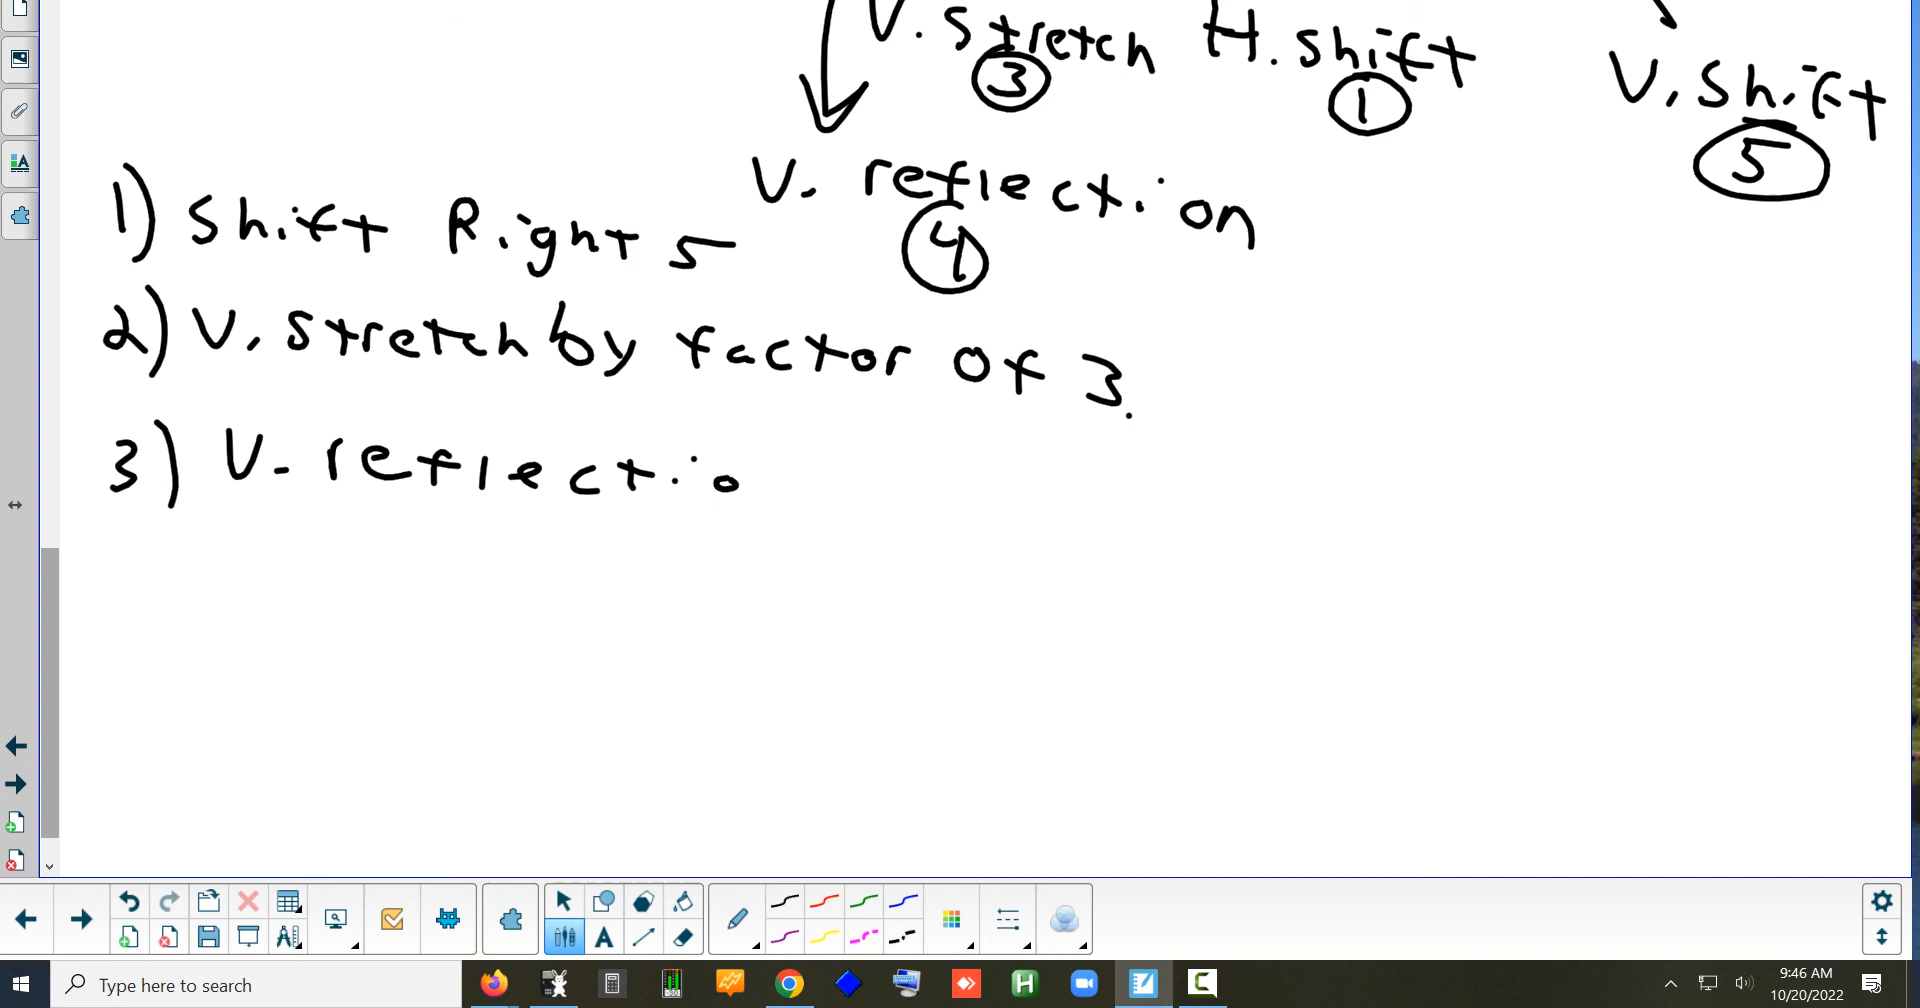 V. Stretch H. shift
③ ①
V. shift
⑤
V. reflection
④
1) Shift Right 5
2) V. Stretch by factor of 3.
3) V. reflectio
Type here to search
9:46 AM
10/20/2022